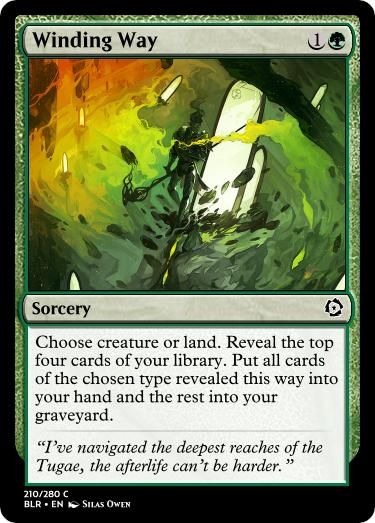 Winding Way 1
Sorcery
Choose creature or land. Reveal the top
four cards of your library. Put all cards
of the chosen type revealed this way into
your hand and the rest into your
graveyard.
“I’ve navigated the deepest reaches of the
Tugae, the afterlife can’t be harder.”
210/280 C
BLR • EN Silas Owen